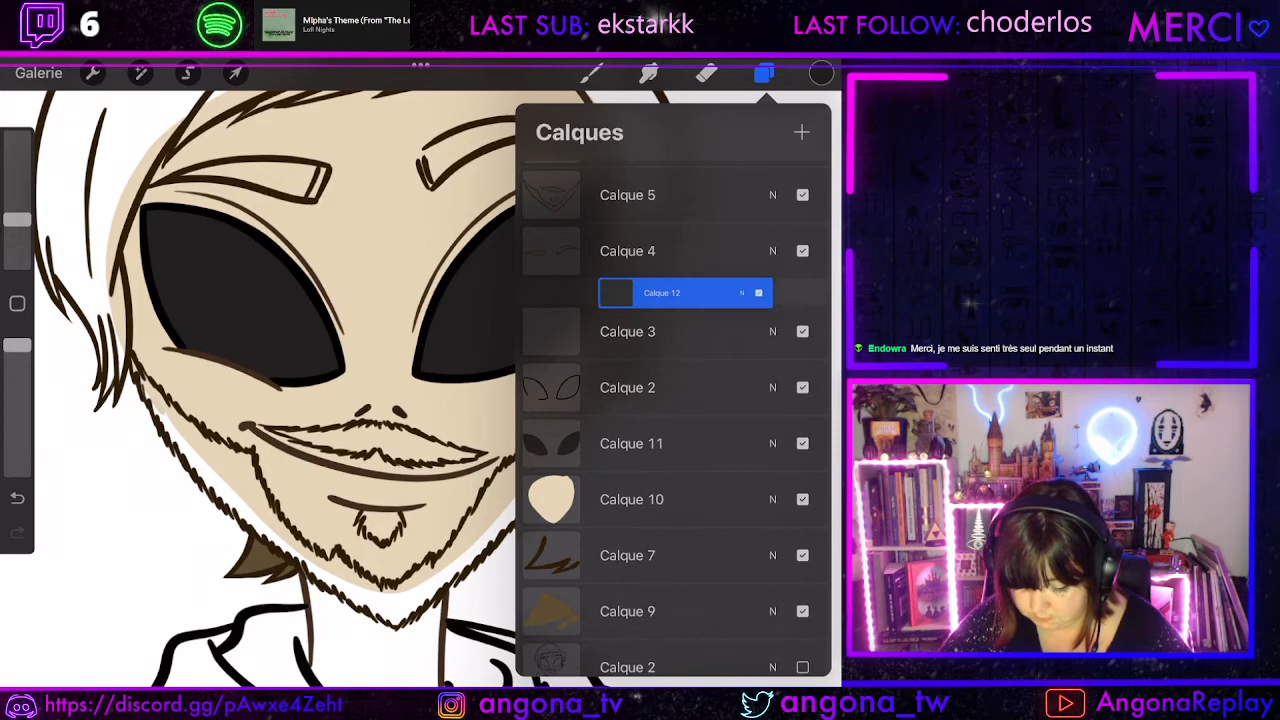 6
Mipha's Theme (From "The Le
Lofi Nights
LAST SUB: ekstarkk
LAST FOLLOW: choderlos
MERCI
Galerie
Calques
Calque 5 N
Calque 4 N
Calque 12 N
Calque 3 N
Calque 2 N
Calque 11 N
Calque 10 N
Calque 7 N
Calque 9 N
Calque 2 N
Endowra Merci, je me suis senti très seul pendant un instant
https://discord.gg/pAwxe4Zeht
angona_tv
angona_tw
AngonaReplay